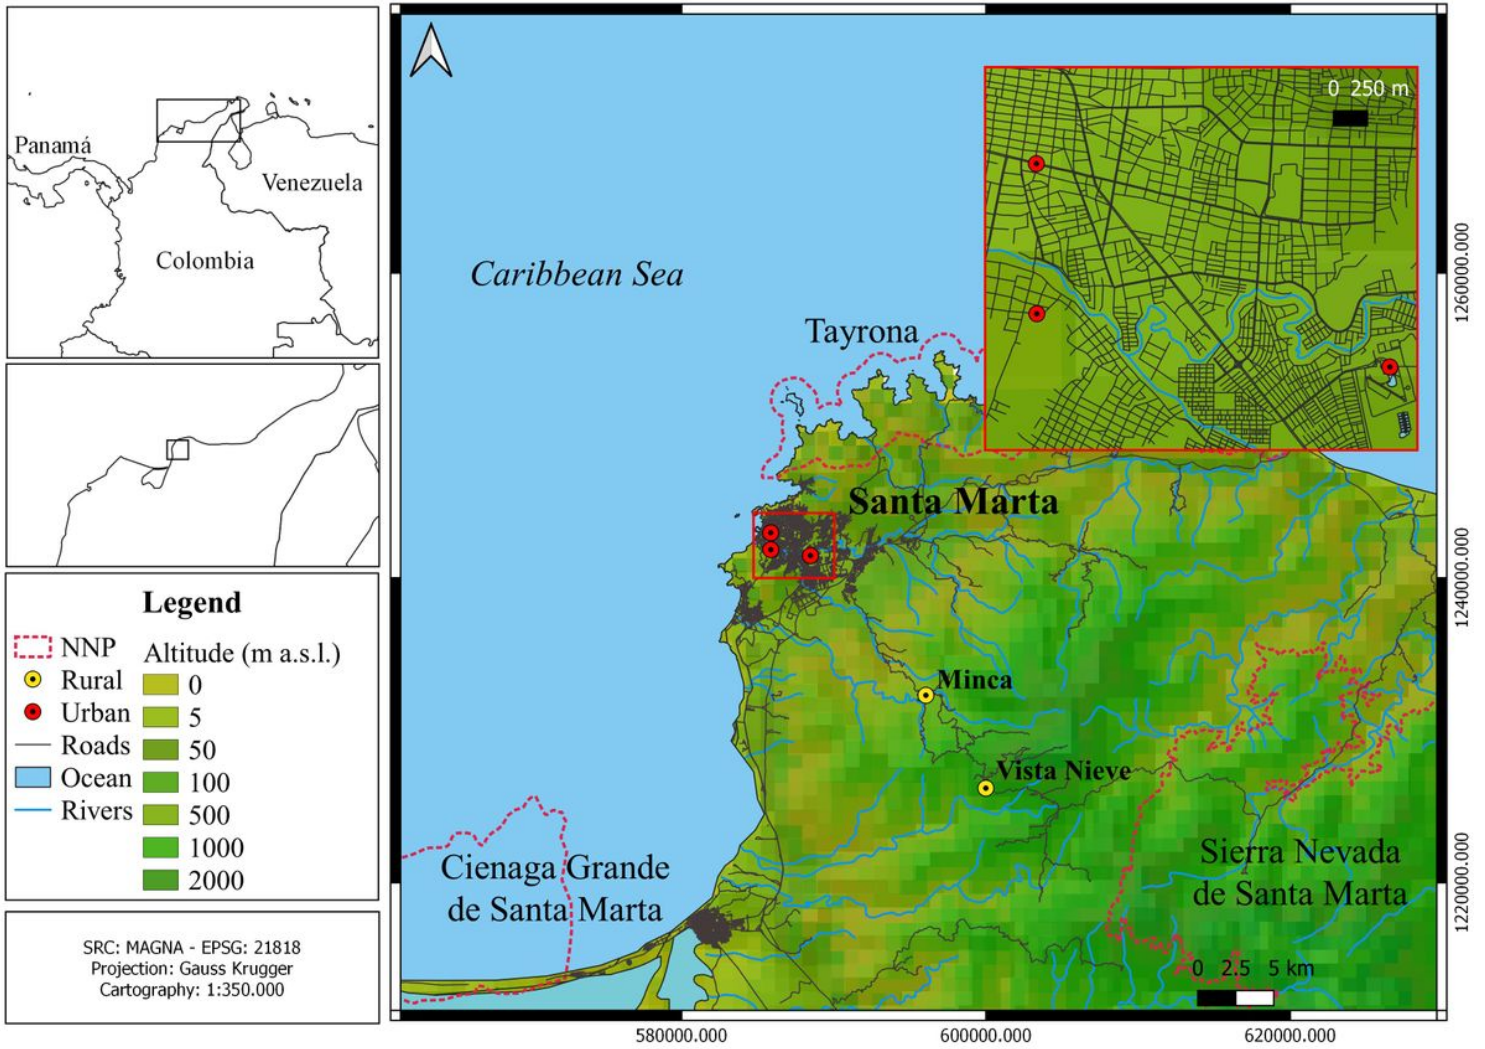 Panamá
Venezuela
Colombia
Legend
NNP
Rural
Urban
Roads
Ocean
Rivers
Altitude (m a.s.l.)
0
5
50
100
500
1000
2000
SRC: MAGNA - EPSG: 21818
Projection: Gauss Krugger
Cartography: 1:350.000
Caribbean Sea
Tayrona
0 250 m
Santa Marta
Minca
Vista Nieve
Cienaga Grande
de Santa Marta
Sierra Nevada
de Santa Marta
0 2.5 5 km
580000.000
600000.000
620000.000
1260000.000
1240000.000
1220000.000